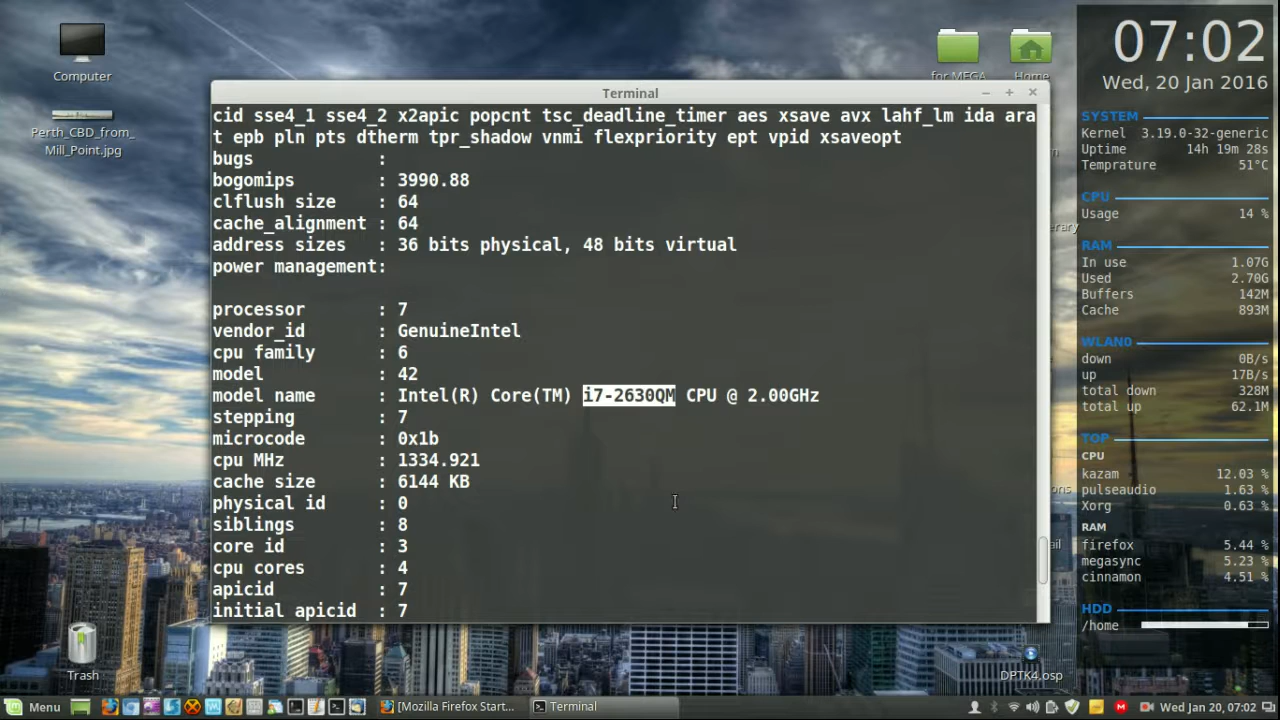 Computer
Perth_CBD_from_
Mill_Point.jpg
for MEGA
Home
Terminal
cid sse4_1 sse4_2 x2apic popcnt tsc_deadline_timer aes xsave avx lahf_lm ida ara
t epb pln pts dtherm tpr_shadow vnmi flexpriority ept vpid xsaveopt
bugs :
bogomips : 3990.88
clflush size : 64
cache_alignment : 64
address sizes : 36 bits physical, 48 bits virtual
power management:
processor : 7
vendor_id : GenuineIntel
cpu family : 6
model : 42
model name : Intel(R) Core(TM) i7-2630QM CPU @ 2.00GHz
stepping : 7
microcode : 0x1b
cpu MHz : 1334.921
cache size : 6144 KB
physical id : 0
siblings : 8
core id : 3
cpu cores : 4
apicid : 7
initial apicid : 7
07:02
Wed, 20 Jan 2016
SYSTEM
Kernel 3.19.0-32-generic
Uptime 14h 19m 28s
Temprature 51°C
CPU
Usage 14 %
RAM
In use 1.07G
Used 2.70G
Buffers 142M
Cache 893M
WLAN0
down 0B/s
up 17B/s
total down 328M
total up 62.1M
TOP
CPU
kazam 12.03 %
pulseaudio 1.63 %
Xorg 0.63 %
RAM
firefox 5.44 %
megasync 5.23 %
cinnamon 4.51 %
HDD
/home
Trash
DPTK4.osp
Menu
[Mozilla Firefox Start...
Terminal
Wed Jan 20, 07:02